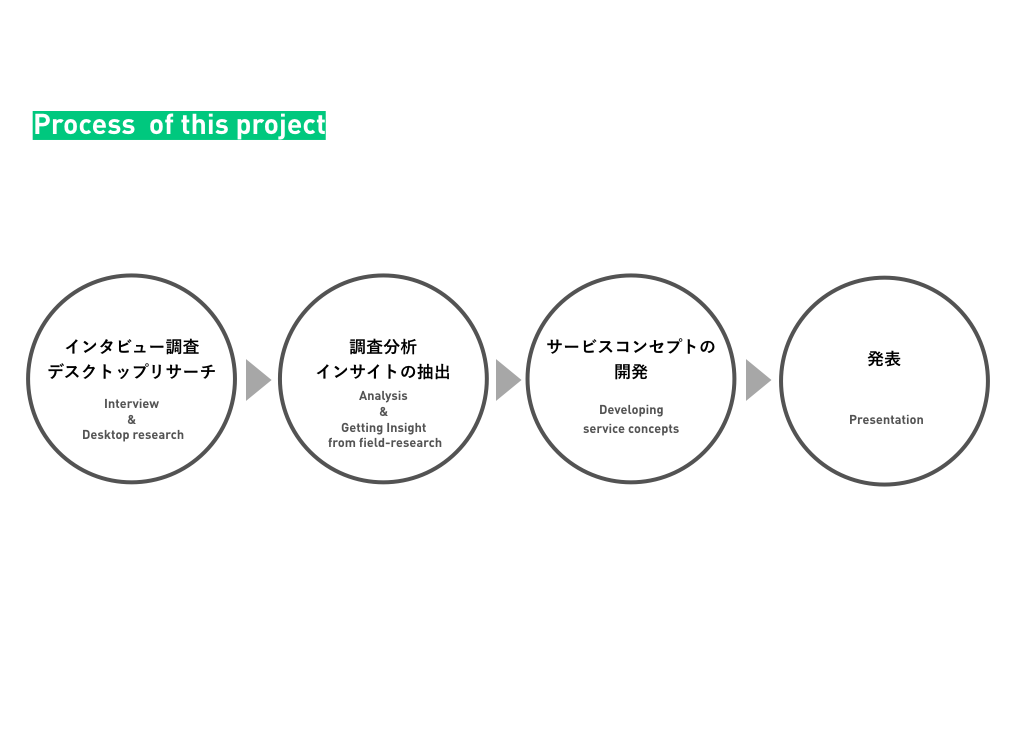 Process of this project
インタビュー調査
デスクトップリサーチ
Interview
&
Desktop research
調査分析
インサイトの抽出
Analysis
&
Getting Insight
from field-research
サービスコンセプトの
開発
Developing
service concepts
発表
Presentation